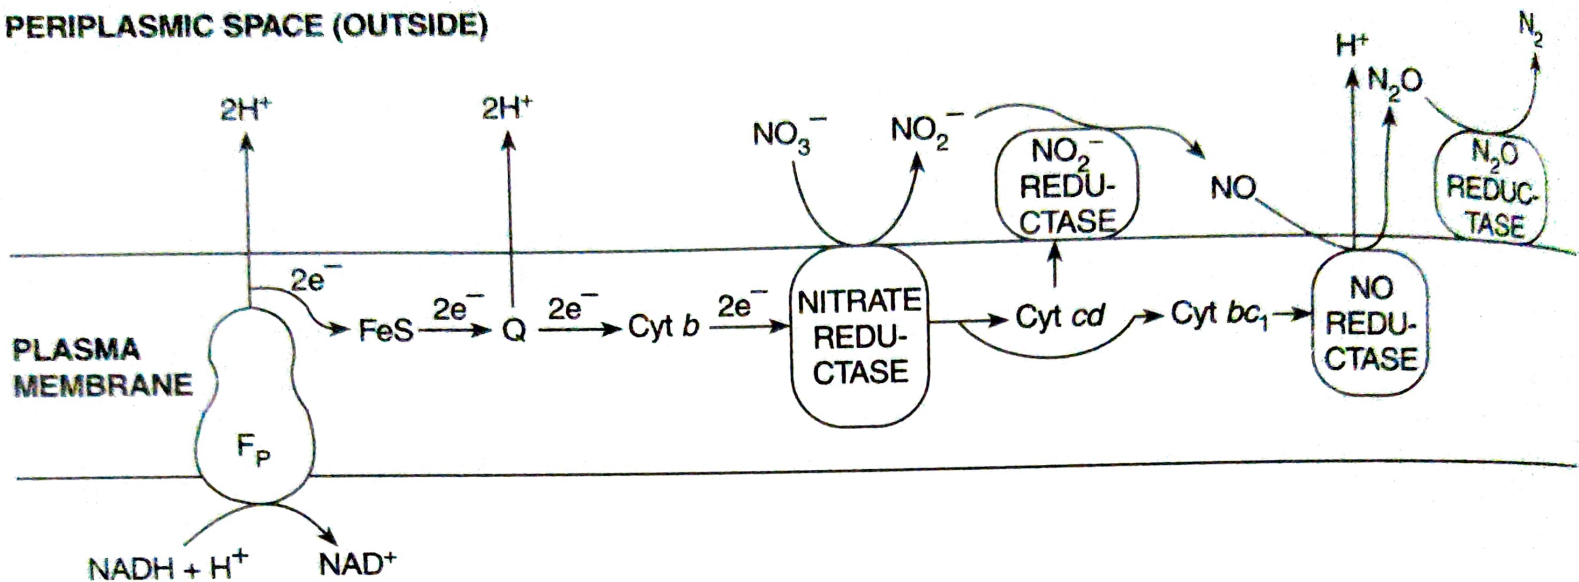 PERIPLASMIC SPACE (OUTSIDE)
N₂
H⁺
N₂O
2H⁺
2H⁺
NO₃⁻
NO₂⁻
NO₂⁻
REDU-
CTASE
NO
N₂O
REDUC-
TASE
2e⁻
FeS
2e⁻
Q
2e⁻
Cyt b
2e⁻
NITRATE
REDU-
CTASE
Cyt cd
Cyt bc₁
NO
REDU-
CTASE
PLASMA
MEMBRANE
Fₚ
NADH + H⁺
NAD⁺